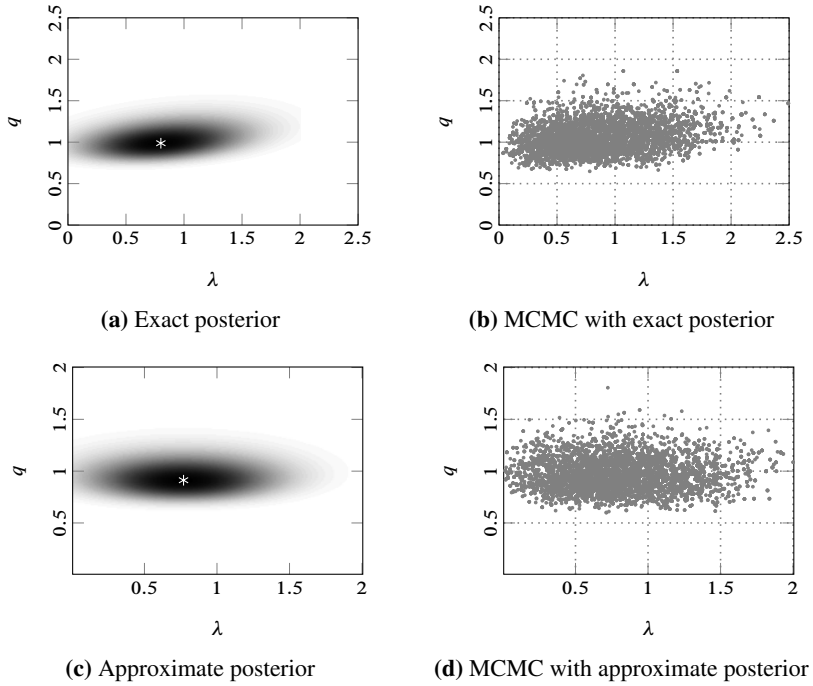 2.5
2
1.5
1
0.5
0
q
0 0.5 1 1.5 2 2.5
λ
(a) Exact posterior
2.5
2
1.5
1
0.5
0
q
0 0.5 1 1.5 2 2.5
λ
(b) MCMC with exact posterior
2
1.5
1
0.5
q
0.5 1 1.5 2
λ
(c) Approximate posterior
2
1.5
1
0.5
q
0.5 1 1.5 2
λ
(d) MCMC with approximate posterior